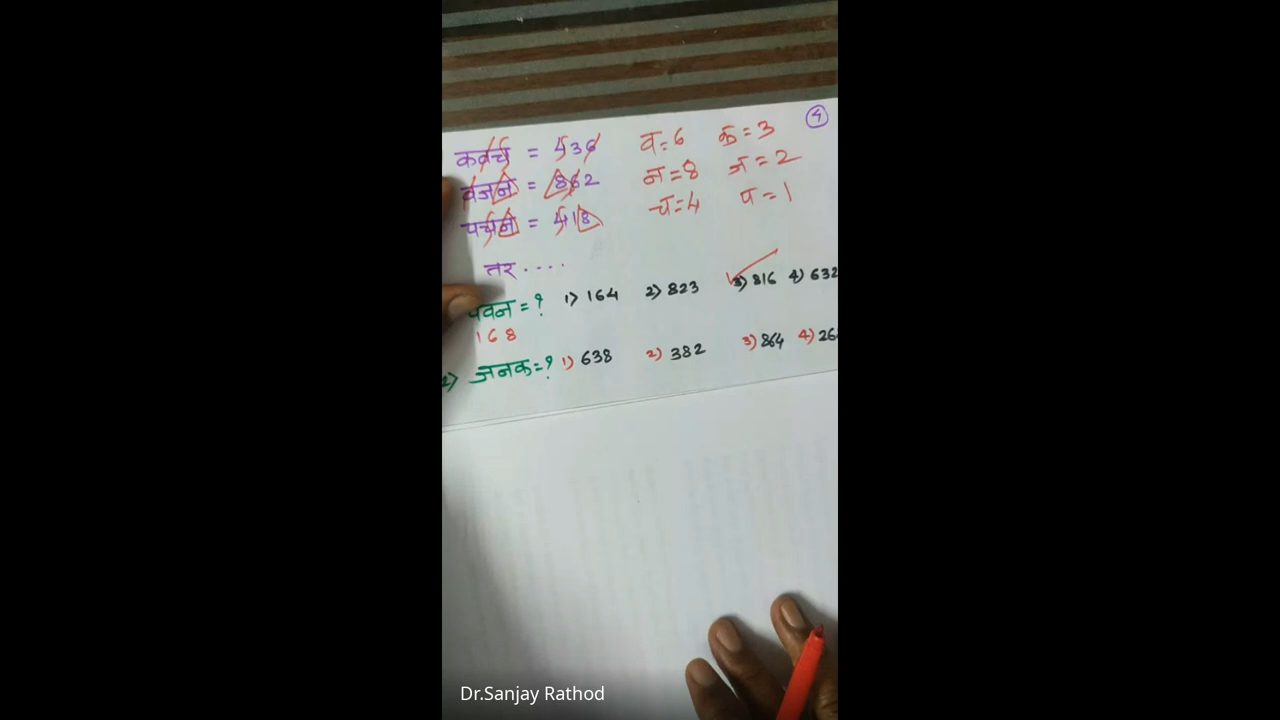 कवच = 436 व=6 क=3 4
वजन = 862 न=8 ज=2
पचन = 418 च=4 प=1
तर ....
पवन = ? 1) 164 2) 823 3) 816 4) 632
168
2) जनक=? 1) 638 2) 382 3) 864 4) 26
Dr.Sanjay Rathod